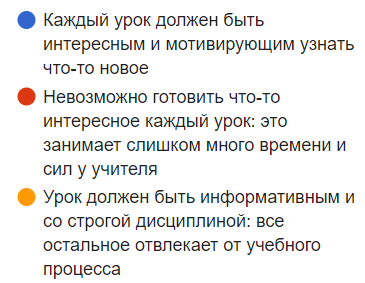 Каждый урок должен быть
интересным и мотивирующим узнать
что-то новое
Невозможно готовить что-то
интересное каждый урок: это
занимает слишком много времени и
сил у учителя
Урок должен быть информативным и
со строгой дисциплиной: все
остальное отвлекает от учебного
процесса